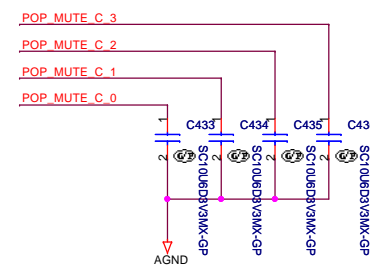 POP_MUTE_C_3
POP_MUTE_C_2
POP_MUTE_C_1
POP_MUTE_C_0
1 C433 1 C434 1 C435 1 C43
2 G/P 2 G/P 2 G/P 2 G/P
SC10U6D3V3MX-GP
SC10U6D3V3MX-GP
SC10U6D3V3MX-GP
SC10U6D3V3MX-GP
AGND